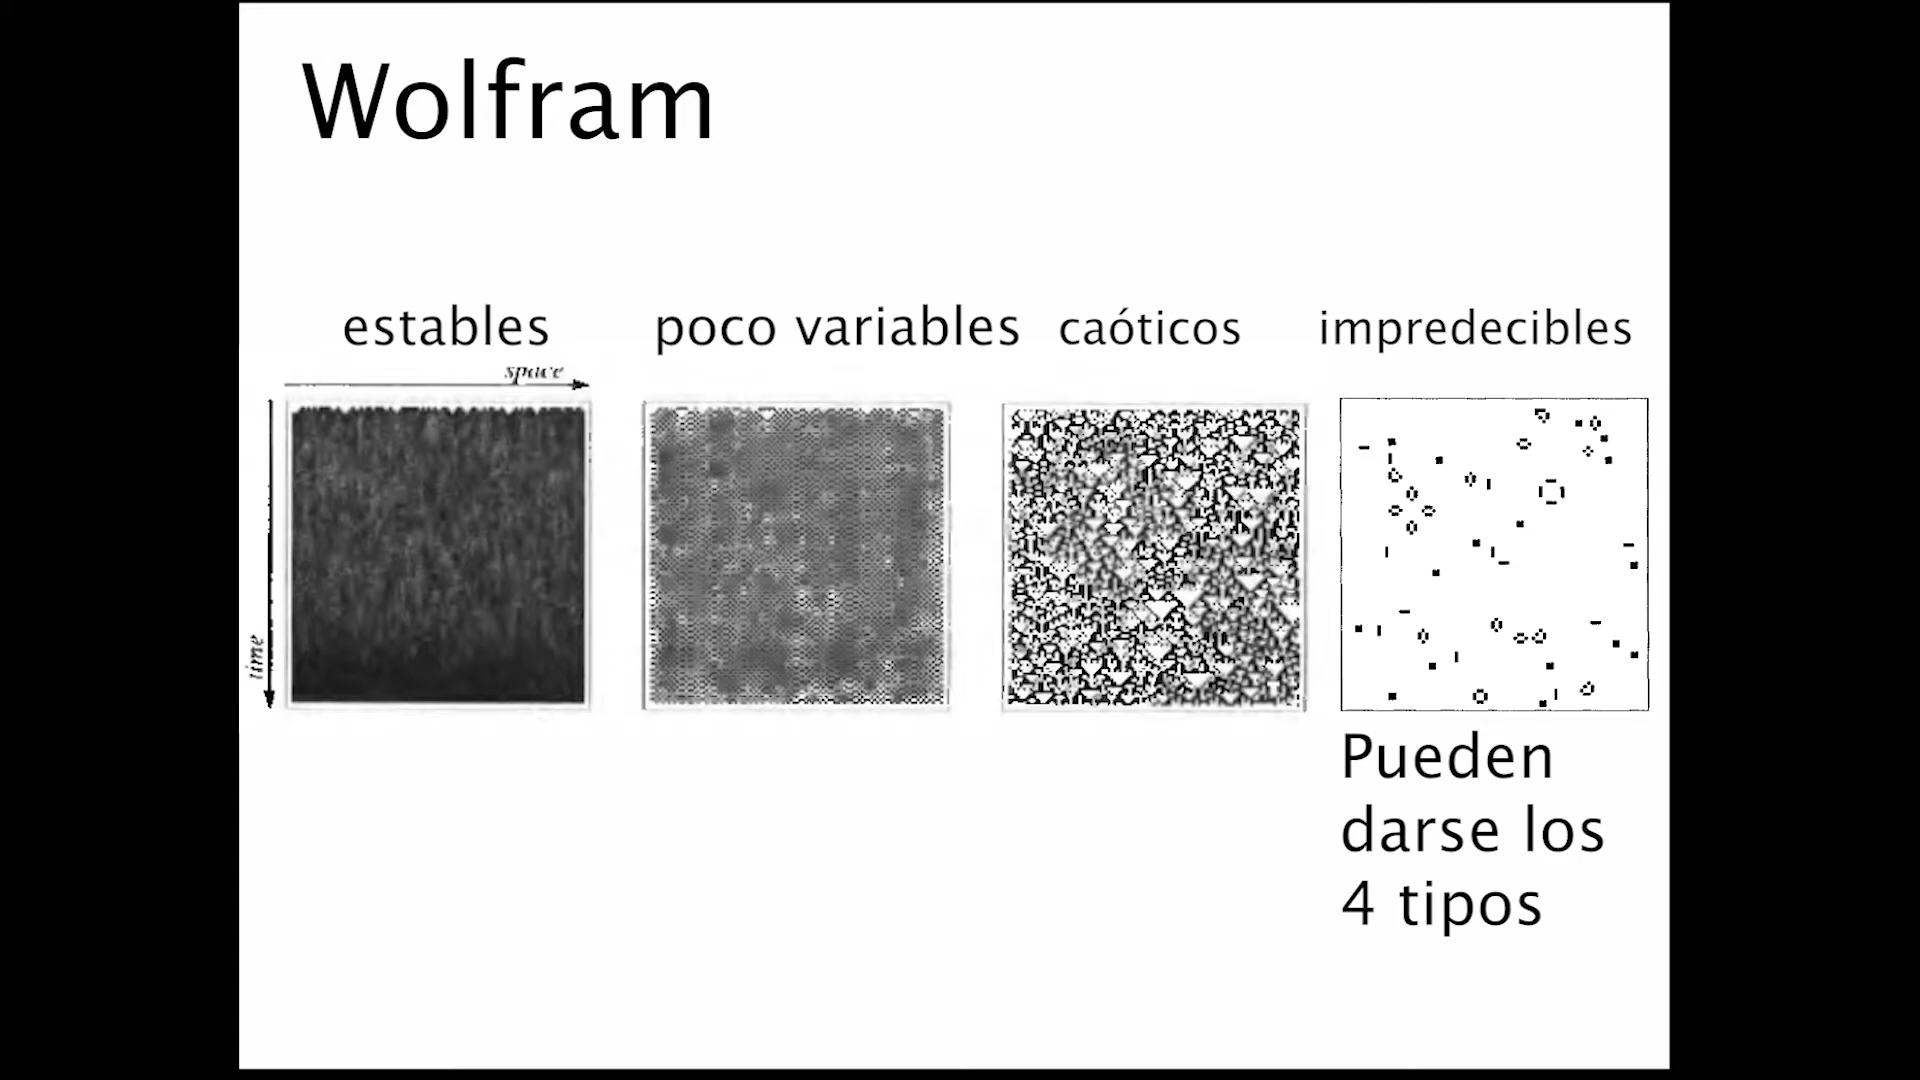 Wolfram
estables
poco variables
caóticos
impredecibles
space
time
Pueden
darse los
4 tipos